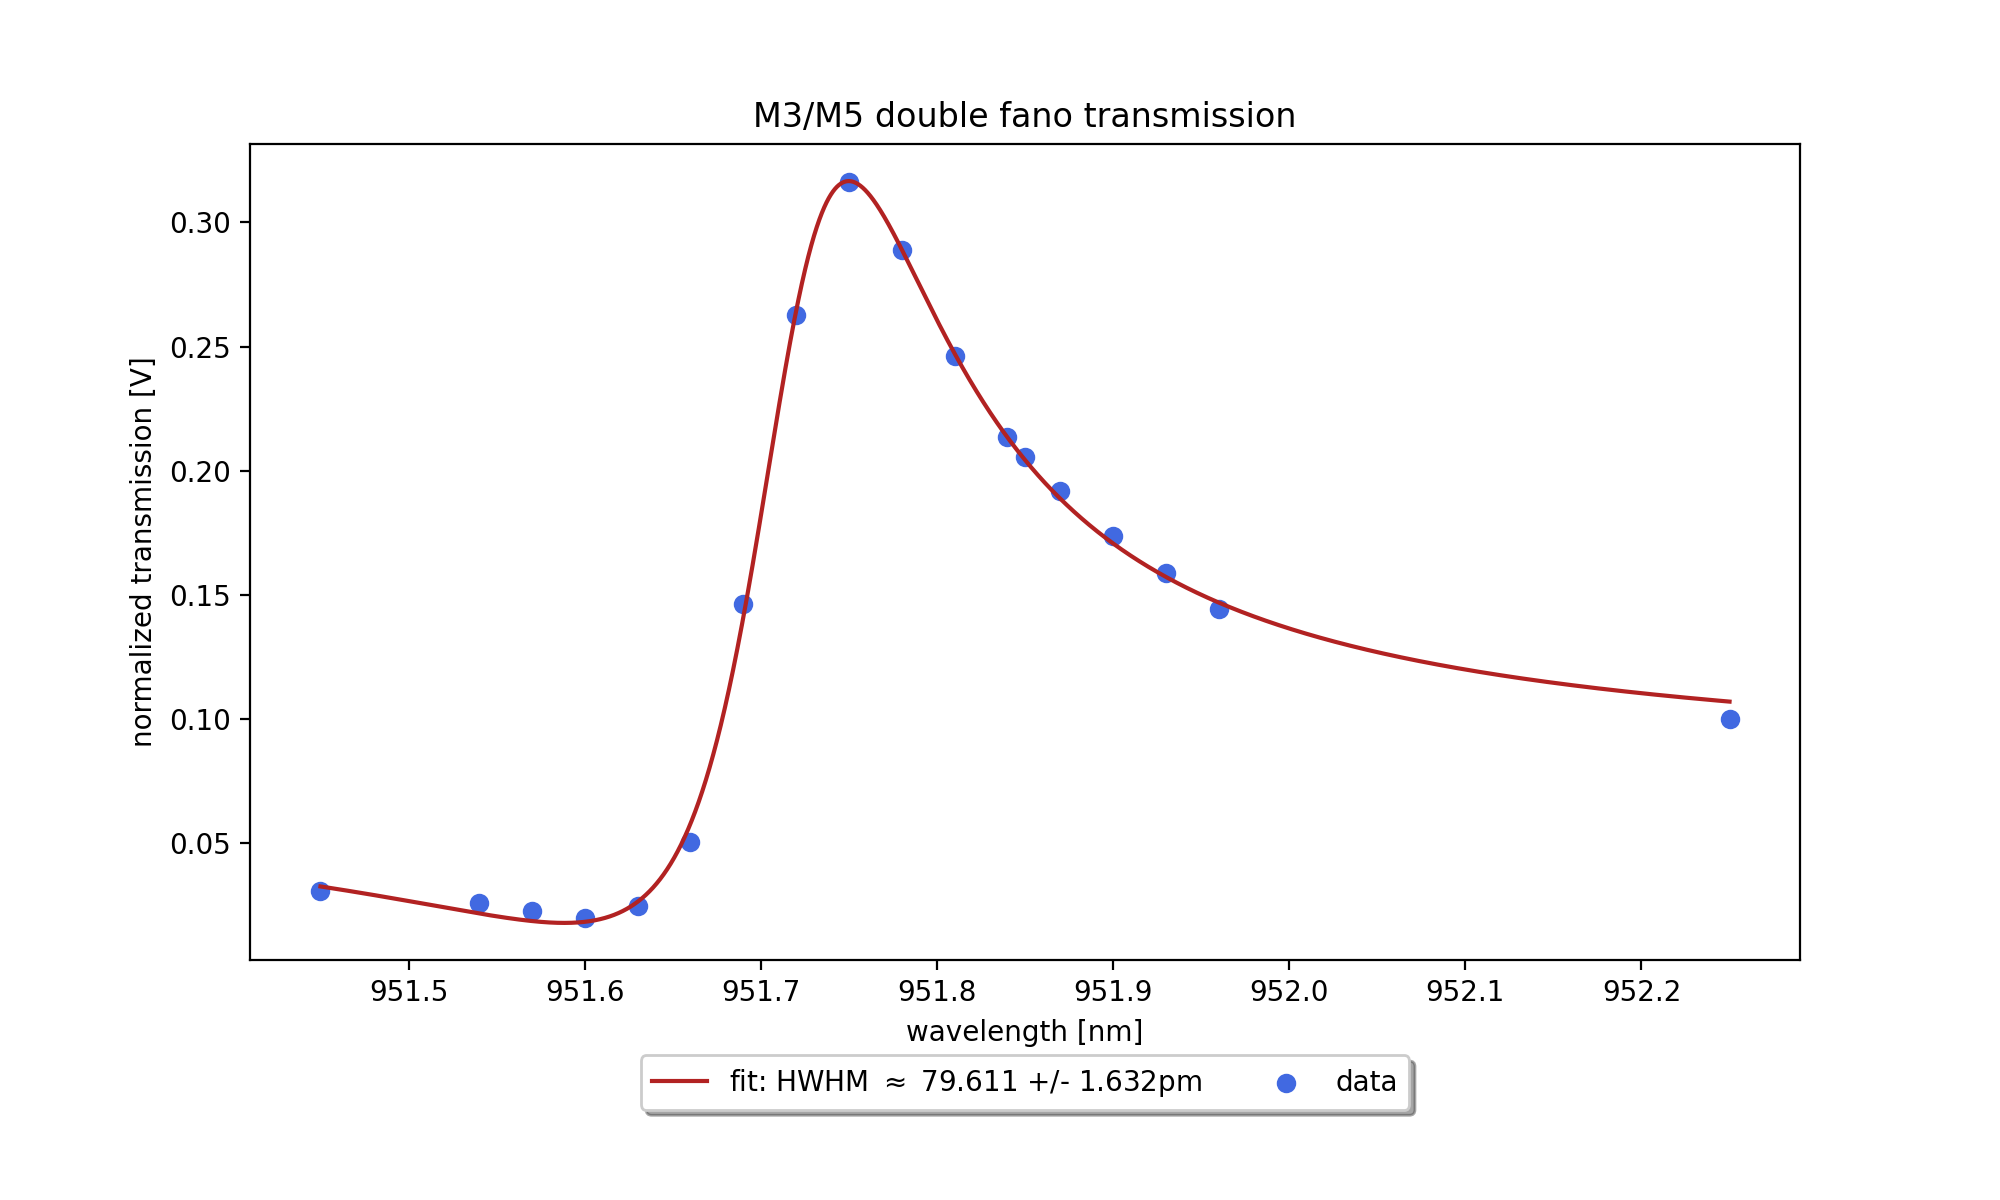 M3/M5 double fano transmission
normalized transmission [V]
0.30
0.25
0.20
0.15
0.10
0.05
951.5 951.6 951.7 951.8 951.9 952.0 952.1 952.2
wavelength [nm]
fit: HWHM ≈ 79.611 +/- 1.632pm data